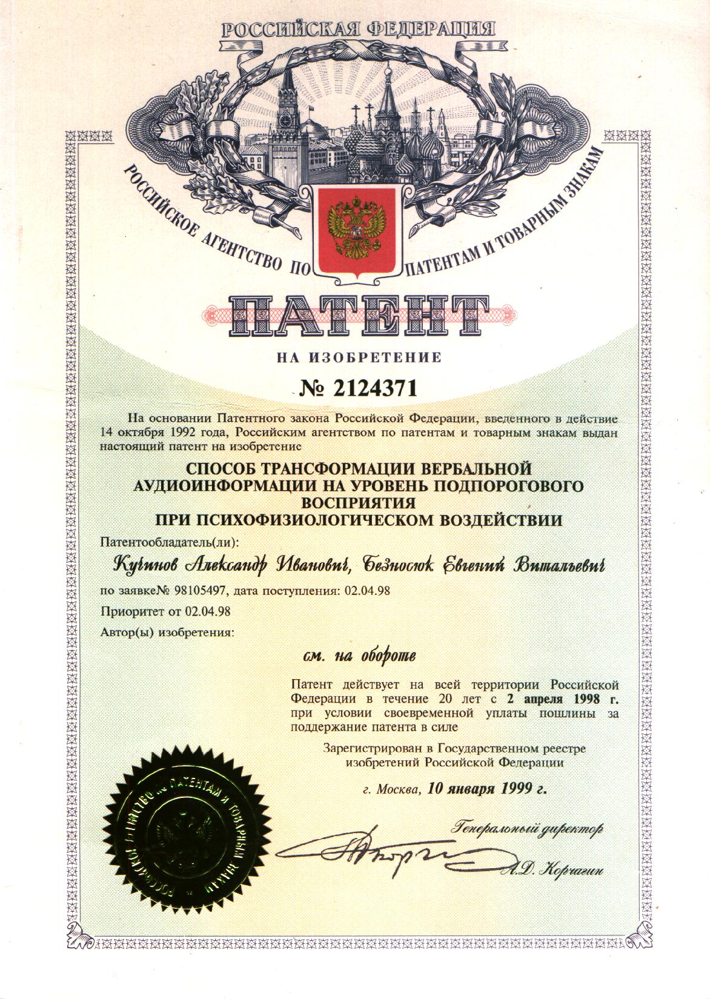 РОССИЙСКАЯ ФЕДЕРАЦИЯ
РОССИЙСКОЕ АГЕНТСТВО ПО ПАТЕНТАМ И ТОВАРНЫМ ЗНАКАМ
ПАТЕНТ
НА ИЗОБРЕТЕНИЕ
№ 2124371
На основании Патентного закона Российской Федерации, введенного в действие
14 октября 1992 года, Российским агентством по патентам и товарным знакам выдан
настоящий патент на изобретение
СПОСОБ ТРАНСФОРМАЦИИ ВЕРБАЛЬНОЙ
АУДИОИНФОРМАЦИИ НА УРОВЕНЬ ПОДПОРОГОВОГО
ВОСПРИЯТИЯ
ПРИ ПСИХОФИЗИОЛОГИЧЕСКОМ ВОЗДЕЙСТВИИ
Патентообладатель(ли):
Кучинов Александр Иванович, Безносюк Евгений Витальевич
по заявке№ 98105497, дата поступления: 02.04.98
Приоритет от 02.04.98
Автор(ы) изобретения:
см. на обороте
Патент действует на всей территории Российской
Федерации в течение 20 лет с 2 апреля 1998 г.
при условии своевременной уплаты пошлины за
поддержание патента в силе
Зарегистрирован в Государственном реестре
изобретений Российской Федерации
г. Москва, 10 января 1999 г.
Генеральный директор
А.Д. Корчагин
РОССИЙСКОЕ АГЕНТСТВО ПО ПАТЕНТАМ И ТОВАРНЫМ ЗНАКАМ